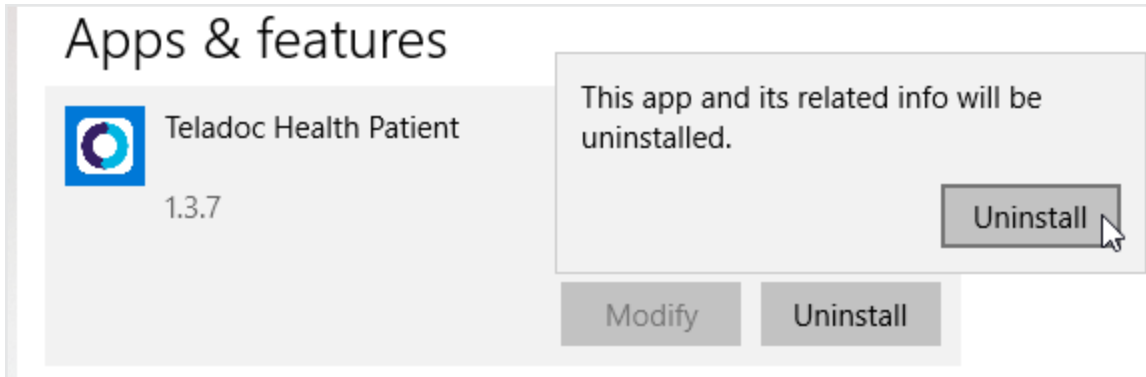 Apps & features
Teladoc Health Patient
1.3.7
This app and its related info will be
uninstalled.
Uninstall
Modify
Uninstall